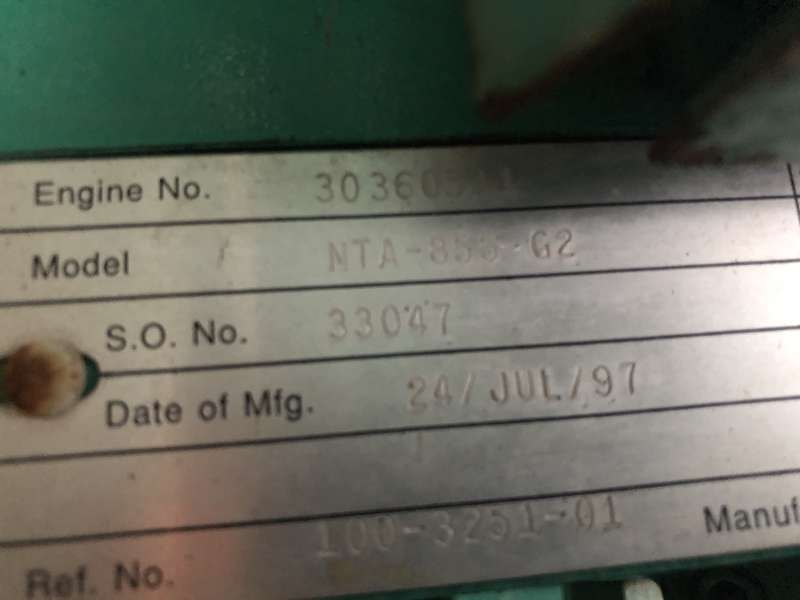 Engine No.
Model NTA-855-G2
S.O. No. 33047
Date of Mfg. 24/JUL/97
100-3251-01 Manuf
Ref. No.